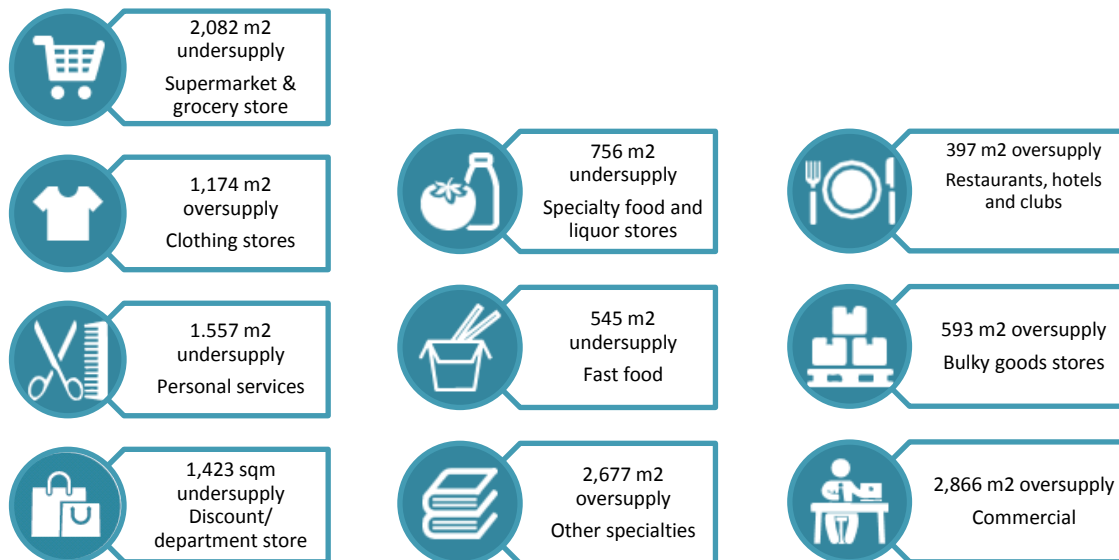 2,082 m2
undersupply
Supermarket &
grocery store
1,174 m2
oversupply
Clothing stores
1.557 m2
undersupply
Personal services
1,423 sqm
undersupply
Discount/
department store
756 m2
undersupply
Specialty food and
liquor stores
545 m2
undersupply
Fast food
2,677 m2
oversupply
Other specialties
397 m2 oversupply
Restaurants, hotels
and clubs
593 m2 oversupply
Bulky goods stores
2,866 m2 oversupply
Commercial